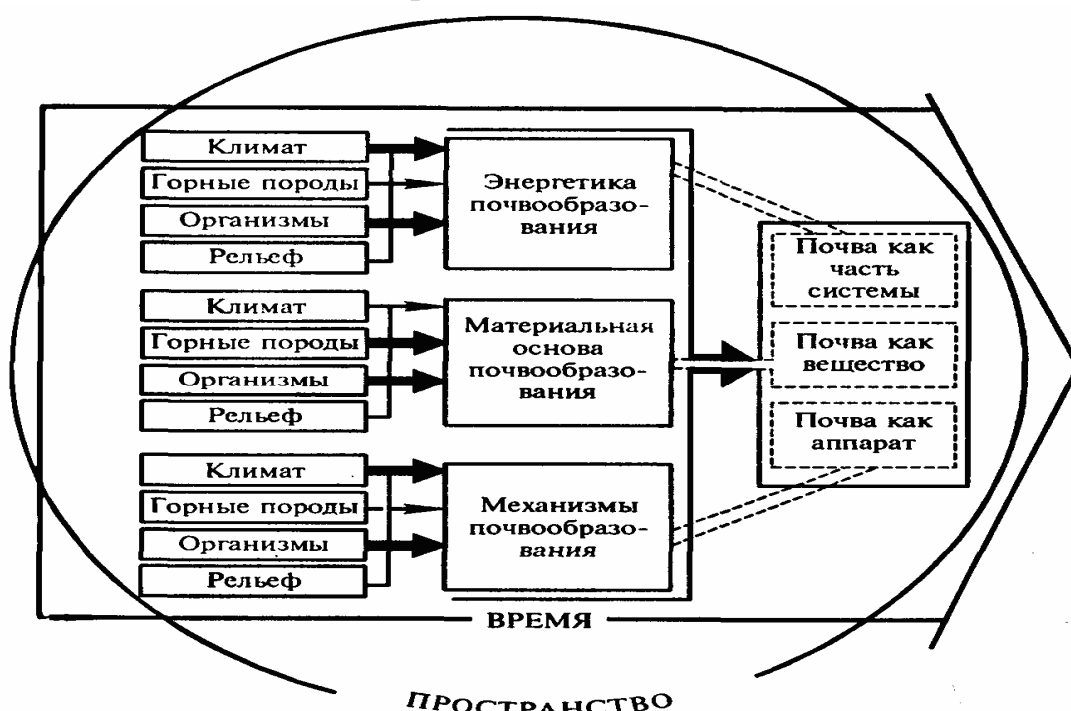 Климат
Горные породы
Организмы
Рельеф
Энергетика
почвообразо-
вания
Климат
Горные породы
Организмы
Рельеф
Материальная
основа
почвообразо-
вания
Климат
Горные породы
Организмы
Рельеф
Механизмы
почвообразо-
вания
Почва как
часть
системы
Почва как
вещество
Почва как
аппарат
ВРЕМЯ
ПРОСТРАНСТВО